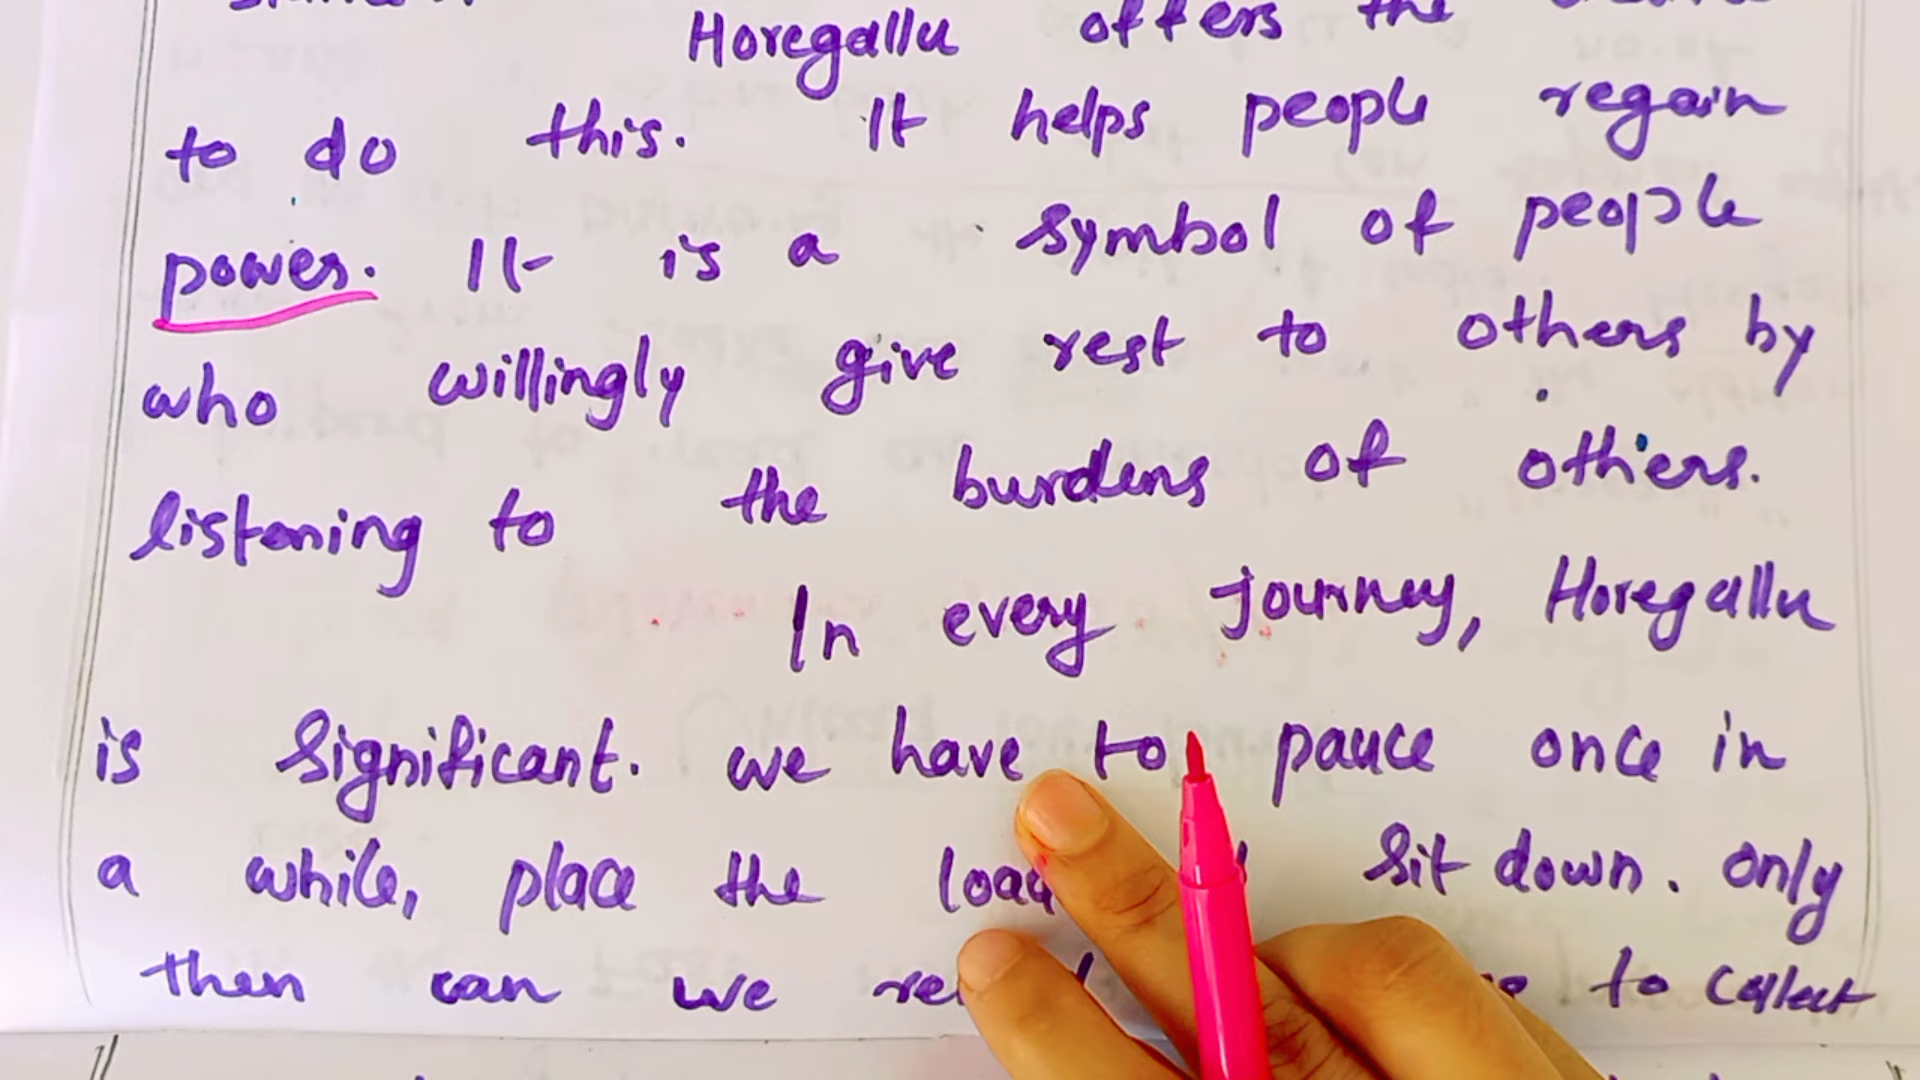 Horegallu offers the
to do this. It helps people regain
power. It is a symbol of people
who willingly give rest to others by
listening to the burdens of others.
In every journey, Horegallu
is significant. we have to pauce once in
a while, place the load sit down. only
then can we to collect